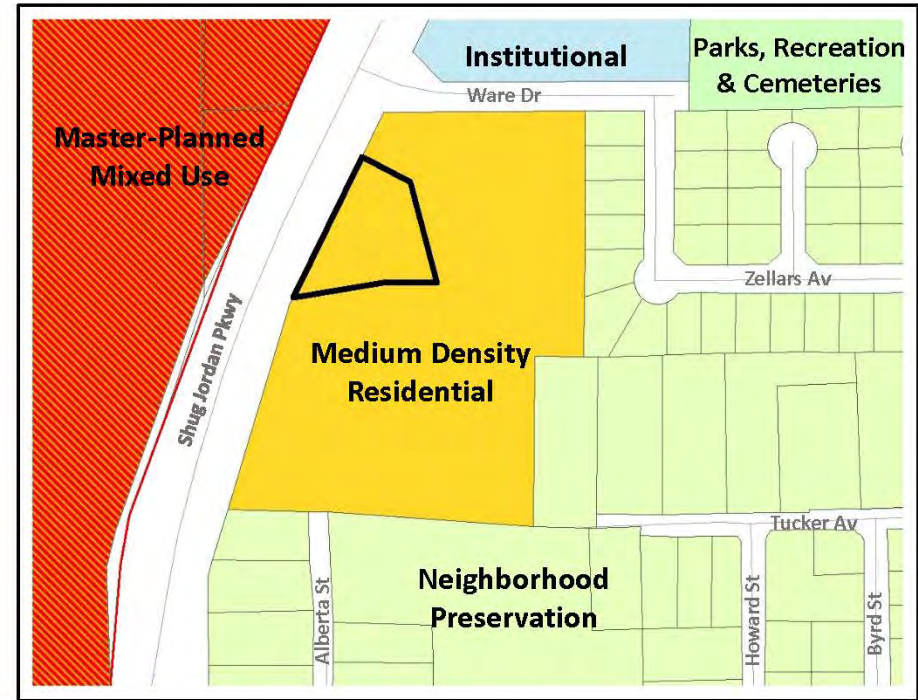 Institutional
Parks, Recreation
& Cemeteries
Ware Dr
Master-Planned
Mixed Use
Zellars Av
Shug Jordan Pkwy
Medium Density
Residential
Tucker Av
Neighborhood
Preservation
Alberta St
Howard St
Byrd St